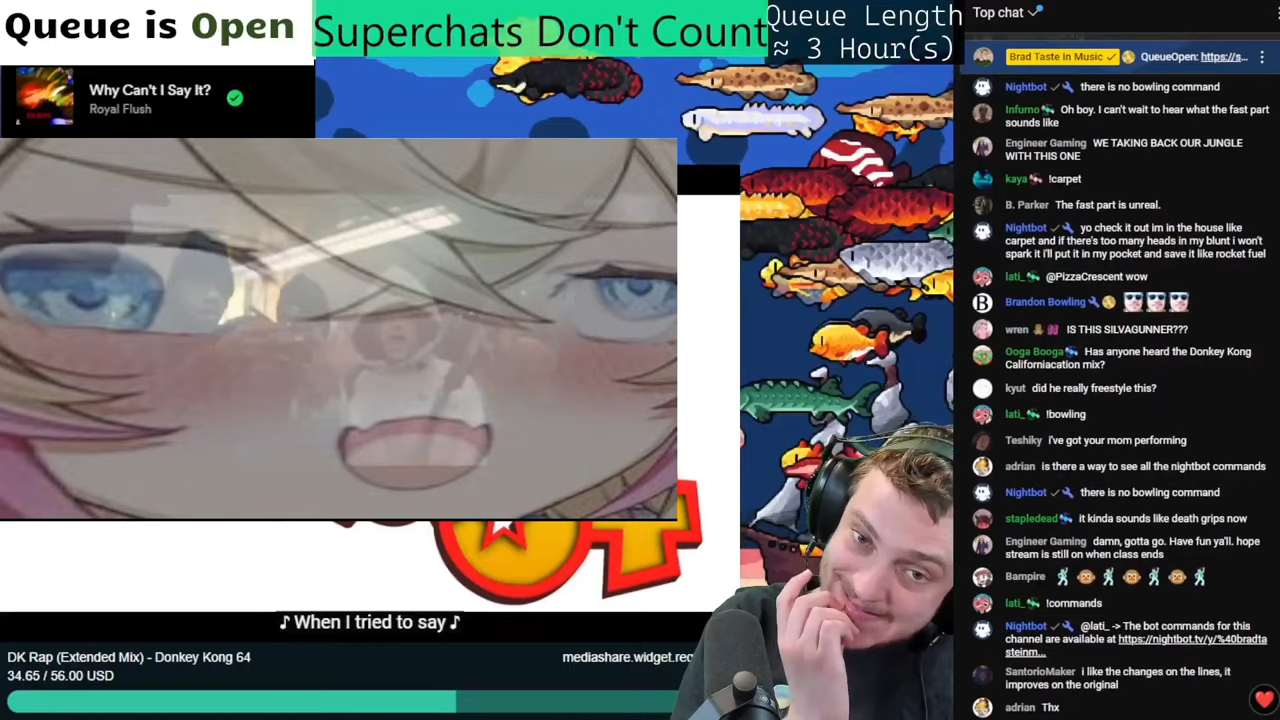 Queue is Open
Superchats Don't Count
Queue Length
≈ 3 Hour(s)
Why Can't I Say It?
Royal Flush
♪ When I tried to say ♪
DK Rap (Extended Mix) - Donkey Kong 64
34.65 / 56.00 USD
mediashare.widget.rec
Top chat
Brad Taste In Music QueueOpen: https://s...
Nightbot there is no bowling command
Infurno Oh boy. I can't wait to hear what the fast part
sounds like
Engineer Gaming WE TAKING BACK OUR JUNGLE
WITH THIS ONE
kaya !carpet
B. Parker The fast part is unreal.
Nightbot yo check it out im in the house like
carpet and if there's too many heads in my blunt i won't
spark it i'll put it in my pocket and save it like rocket fuel
lati_ @PizzaCrescent wow
B Brandon Bowling
wren IS THIS SILVAGUNNER???
Ooga Booga Has anyone heard the Donkey Kong
Californiacation mix?
kyut did he really freestyle this?
lati_ !bowling
Teshiky i've got your mom performing
adrian is there a way to see all the nightbot commands
Nightbot there is no bowling command
stapledead it kinda sounds like death grips now
Engineer Gaming damn, gotta go. Have fun ya'll. hope
stream is still on when class ends
Bampire
lati_ !commands
Nightbot @lati_ -> The bot commands for this
channel are available at https://nightbot.tv/y/%40bradta
steinm...
SantorioMaker i like the changes on the lines, it
improves on the original
adrian Thx